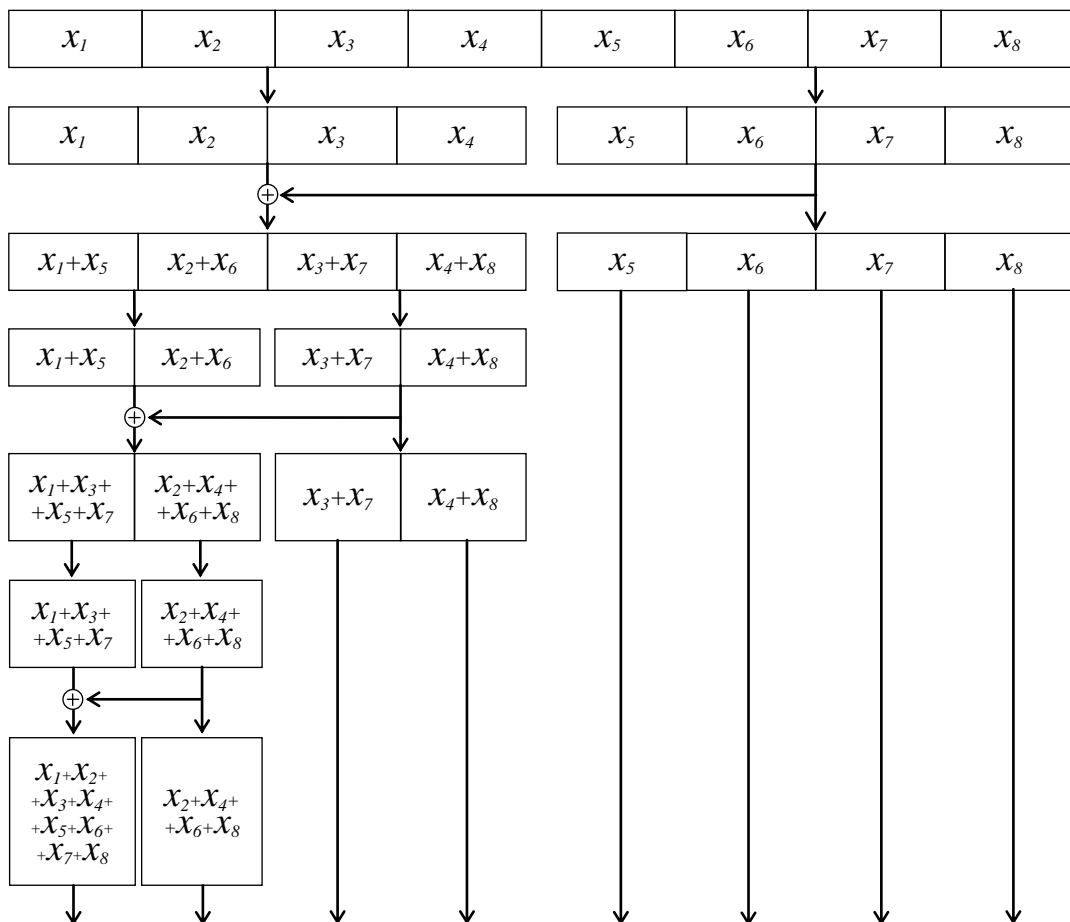 x₁ x₂ x₃ x₄ x₅ x₆ x₇ x₈
x₁ x₂ x₃ x₄ x₅ x₆ x₇ x₈
+
x₁+x₅ x₂+x₆ x₃+x₇ x₄+x₈ x₅ x₆ x₇ x₈
x₁+x₅ x₂+x₆ x₃+x₇ x₄+x₈
+
x₁+x₃+
+x₅+x₇
x₂+x₄+
+x₆+x₈
x₃+x₇ x₄+x₈
x₁+x₃+
+x₅+x₇
x₂+x₄+
+x₆+x₈
+
x₁+x₂+
+x₃+x₄+
+x₅+x₆+
+x₇+x₈
x₂+x₄+
+x₆+x₈